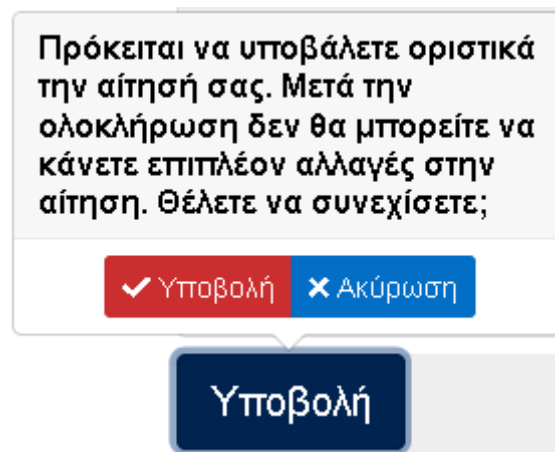 Πρόκειται να υποβάλετε οριστικά
την αίτησή σας. Μετά την
ολοκλήρωση δεν θα μπορείτε να
κάνετε επιπλέον αλλαγές στην
αίτηση. Θέλετε να συνεχίσετε;
Υποβολή Ακύρωση
Υποβολή